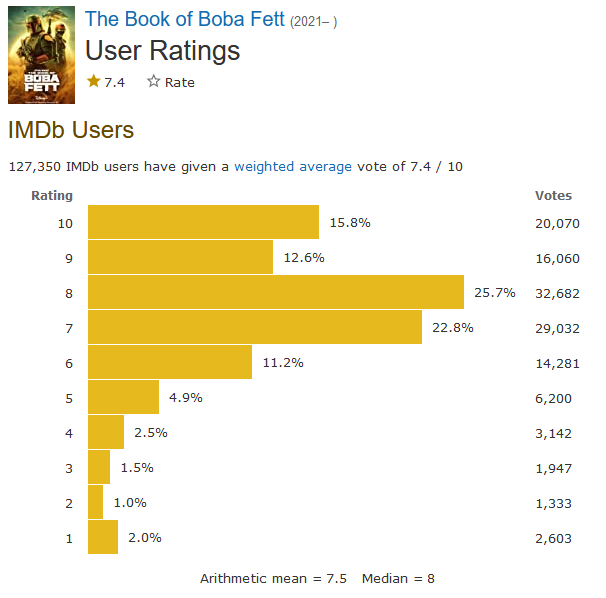 The Book of Boba Fett (2021– )
User Ratings
7.4 Rate
BOBA
FETT
IMDb Users
127,350 IMDb users have given a weighted average vote of 7.4 / 10
Rating Votes
10 15.8% 20,070
9 12.6% 16,060
8 25.7% 32,682
7 22.8% 29,032
6 11.2% 14,281
5 4.9% 6,200
4 2.5% 3,142
3 1.5% 1,947
2 1.0% 1,333
1 2.0% 2,603
Arithmetic mean = 7.5 Median = 8